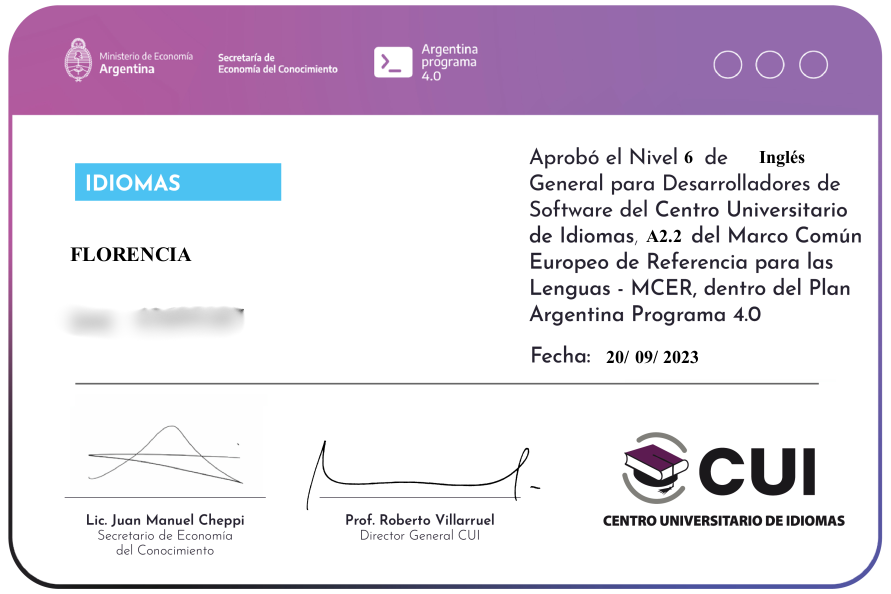 Ministerio de Economía
Argentina
Secretaría de
Economía del Conocimiento
Argentina
programa
4.0
IDIOMAS
FLORENCIA
Aprobó el Nivel 6 de Inglés
General para Desarrolladores de
Software del Centro Universitario
de Idiomas, A2.2 del Marco Común
Europeo de Referencia para las
Lenguas - MCER, dentro del Plan
Argentina Programa 4.0
Fecha: 20/ 09/ 2023
Lic. Juan Manuel Cheppi
Secretario de Economía
del Conocimiento
Prof. Roberto Villarruel
Director General CUI
CUI
CENTRO UNIVERSITARIO DE IDIOMAS